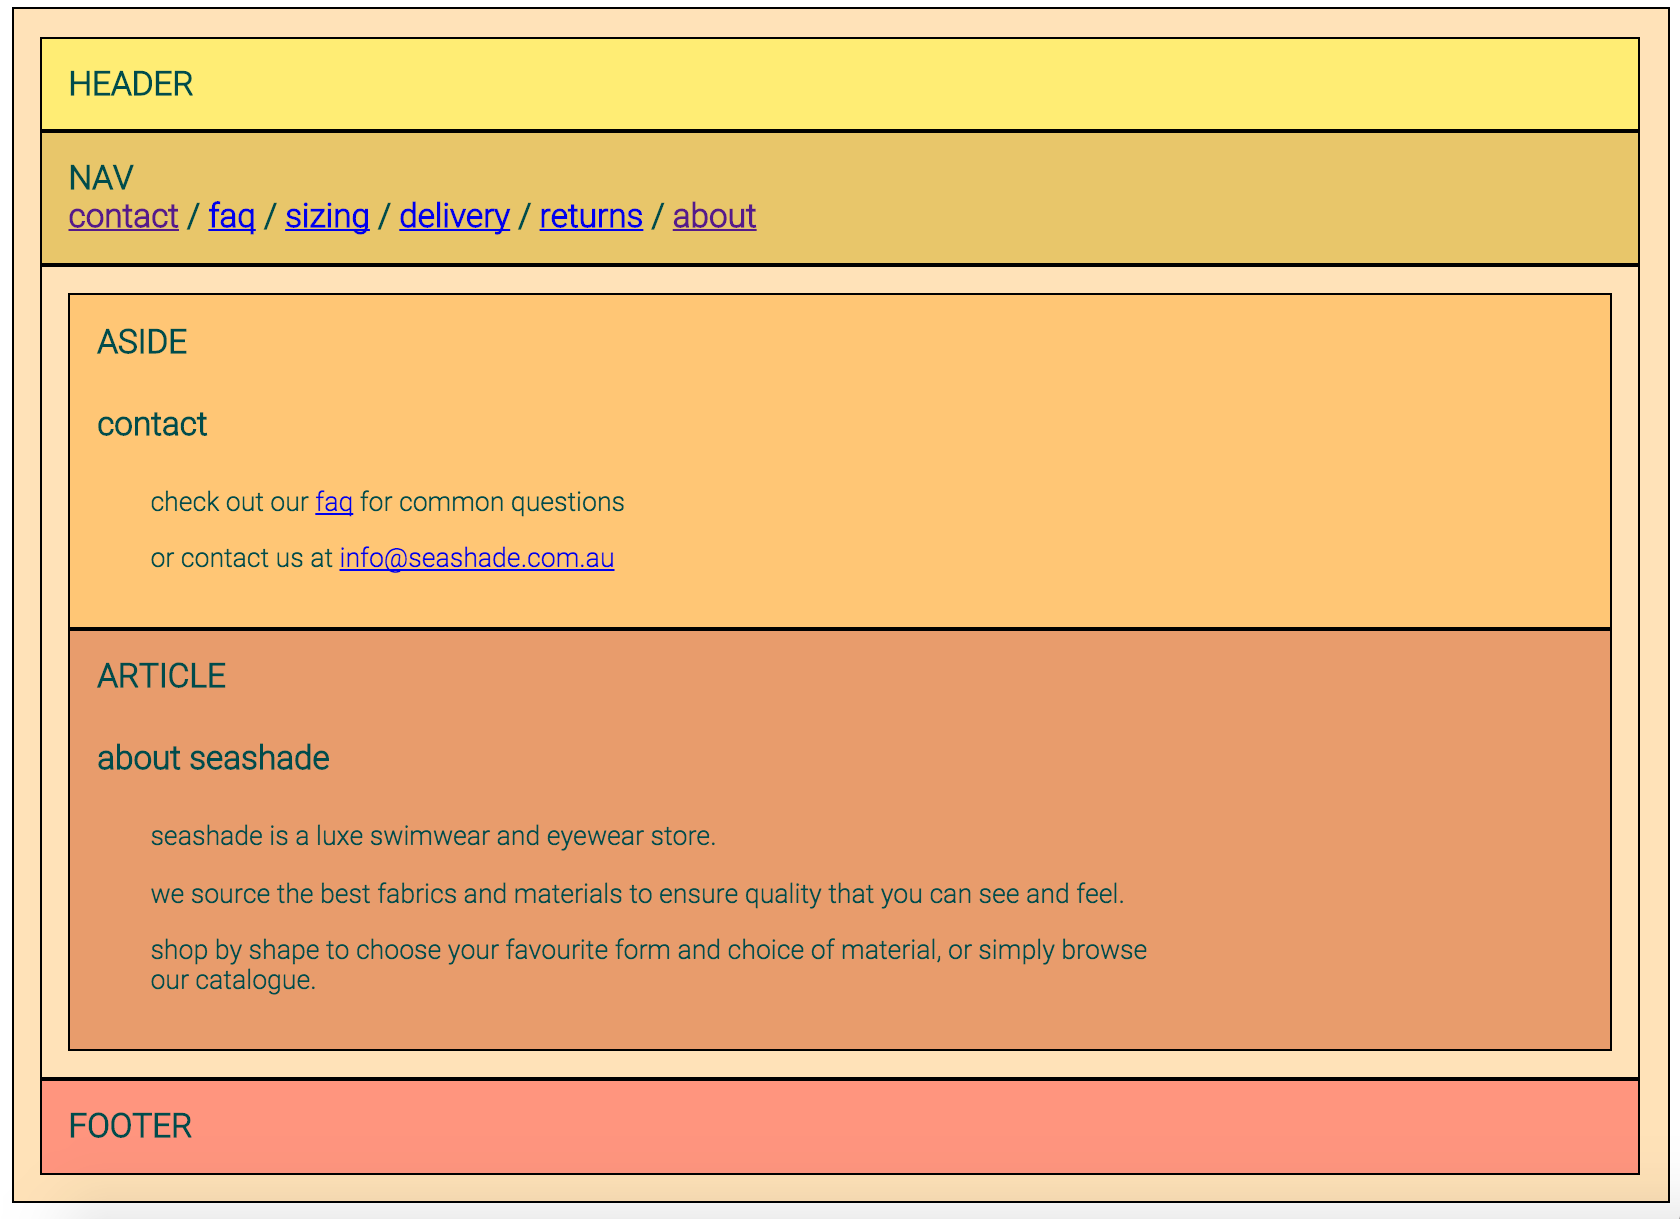 HEADER
NAV
contact / faq / sizing / delivery / returns / about
ASIDE
contact
check out our faq for common questions
or contact us at info@seashade.com.au
ARTICLE
about seashade
seashade is a luxe swimwear and eyewear store.
we source the best fabrics and materials to ensure quality that you can see and feel.
shop by shape to choose your favourite form and choice of material, or simply browse
our catalogue.
FOOTER